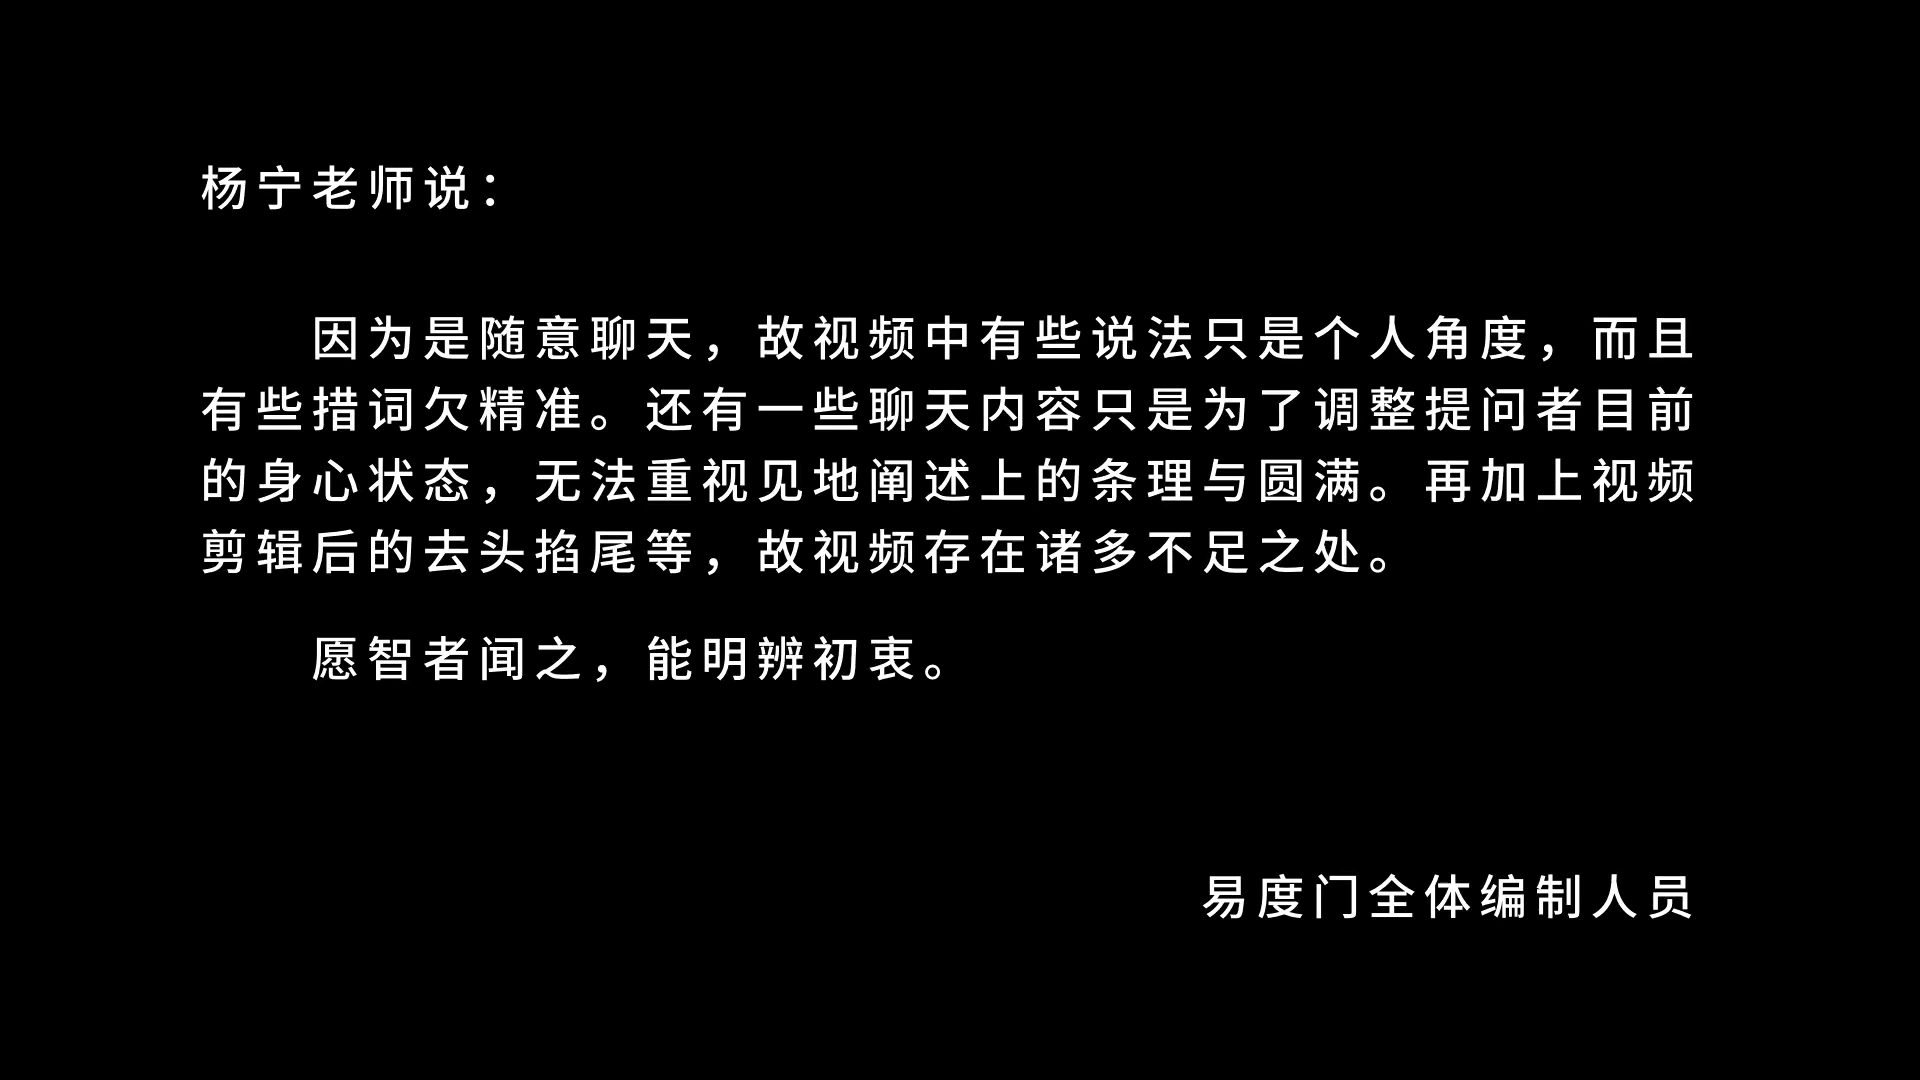 杨宁老师说：
因为是随意聊天，故视频中有些说法只是个人角度，而且
有些措词欠精准。还有一些聊天内容只是为了调整提问者目前
的身心状态，无法重视见地阐述上的条理与圆满。再加上视频
剪辑后的去头掐尾等，故视频存在诸多不足之处。
愿智者闻之，能明辨初衷。
易度门全体编制人员